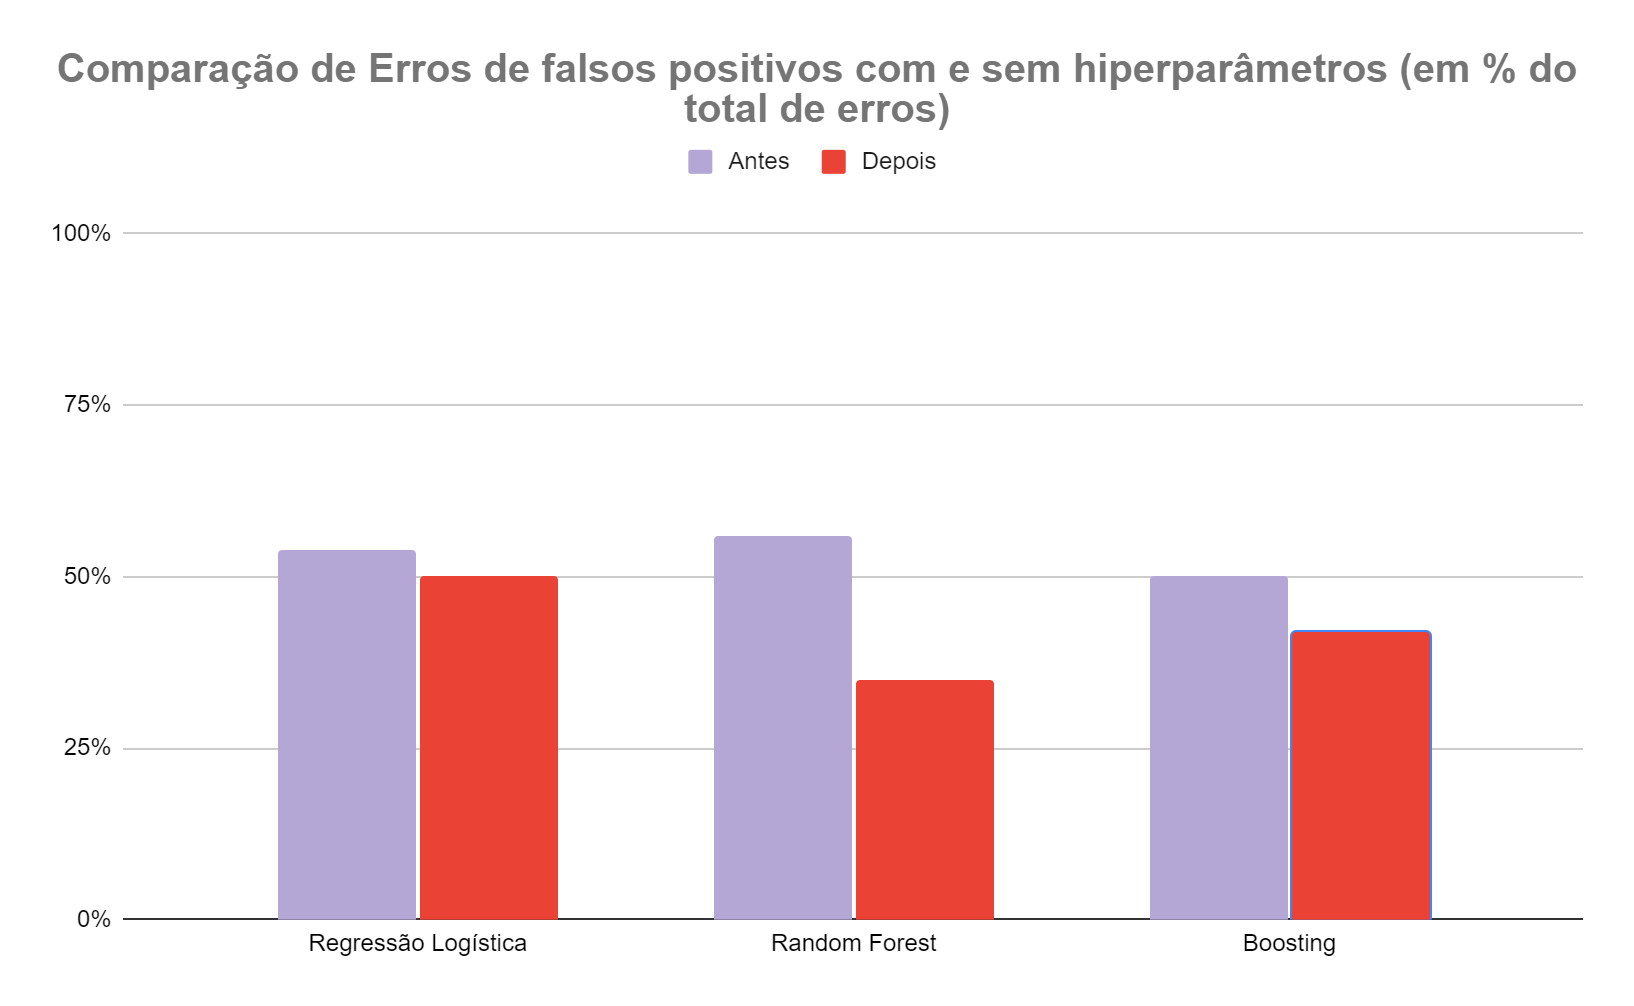 Comparação de Erros de falsos positivos com e sem hiperparâmetros (em % do
total de erros)
Antes Depois
100%
75%
50%
25%
0%
Regressão Logística Random Forest Boosting